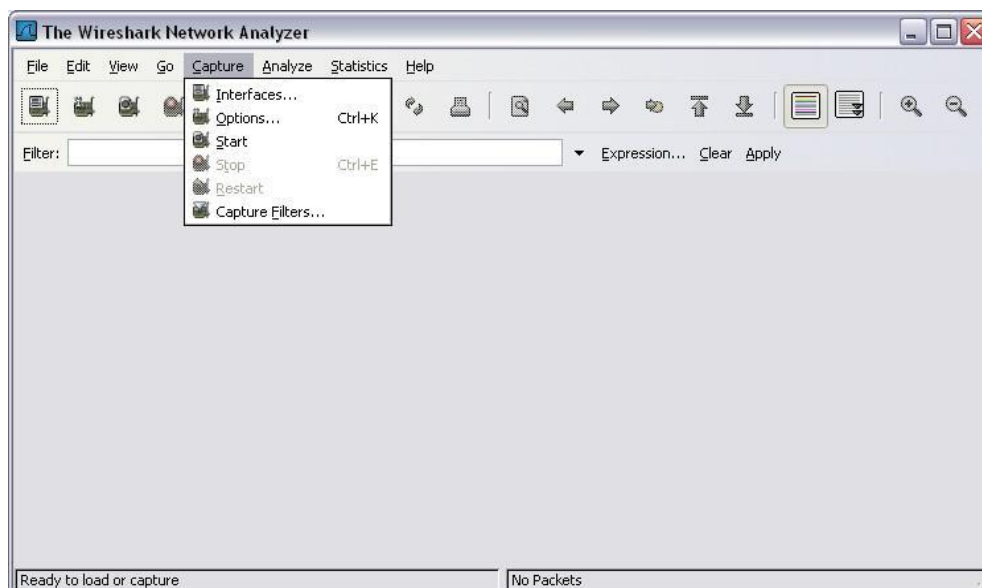 The Wireshark Network Analyzer
File Edit View Go Capture Analyze Statistics Help
Interfaces...
Options... Ctrl+K
Start
Stop Ctrl+E
Restart
Capture Filters...
Filter: Expression... Clear Apply
Ready to load or capture No Packets